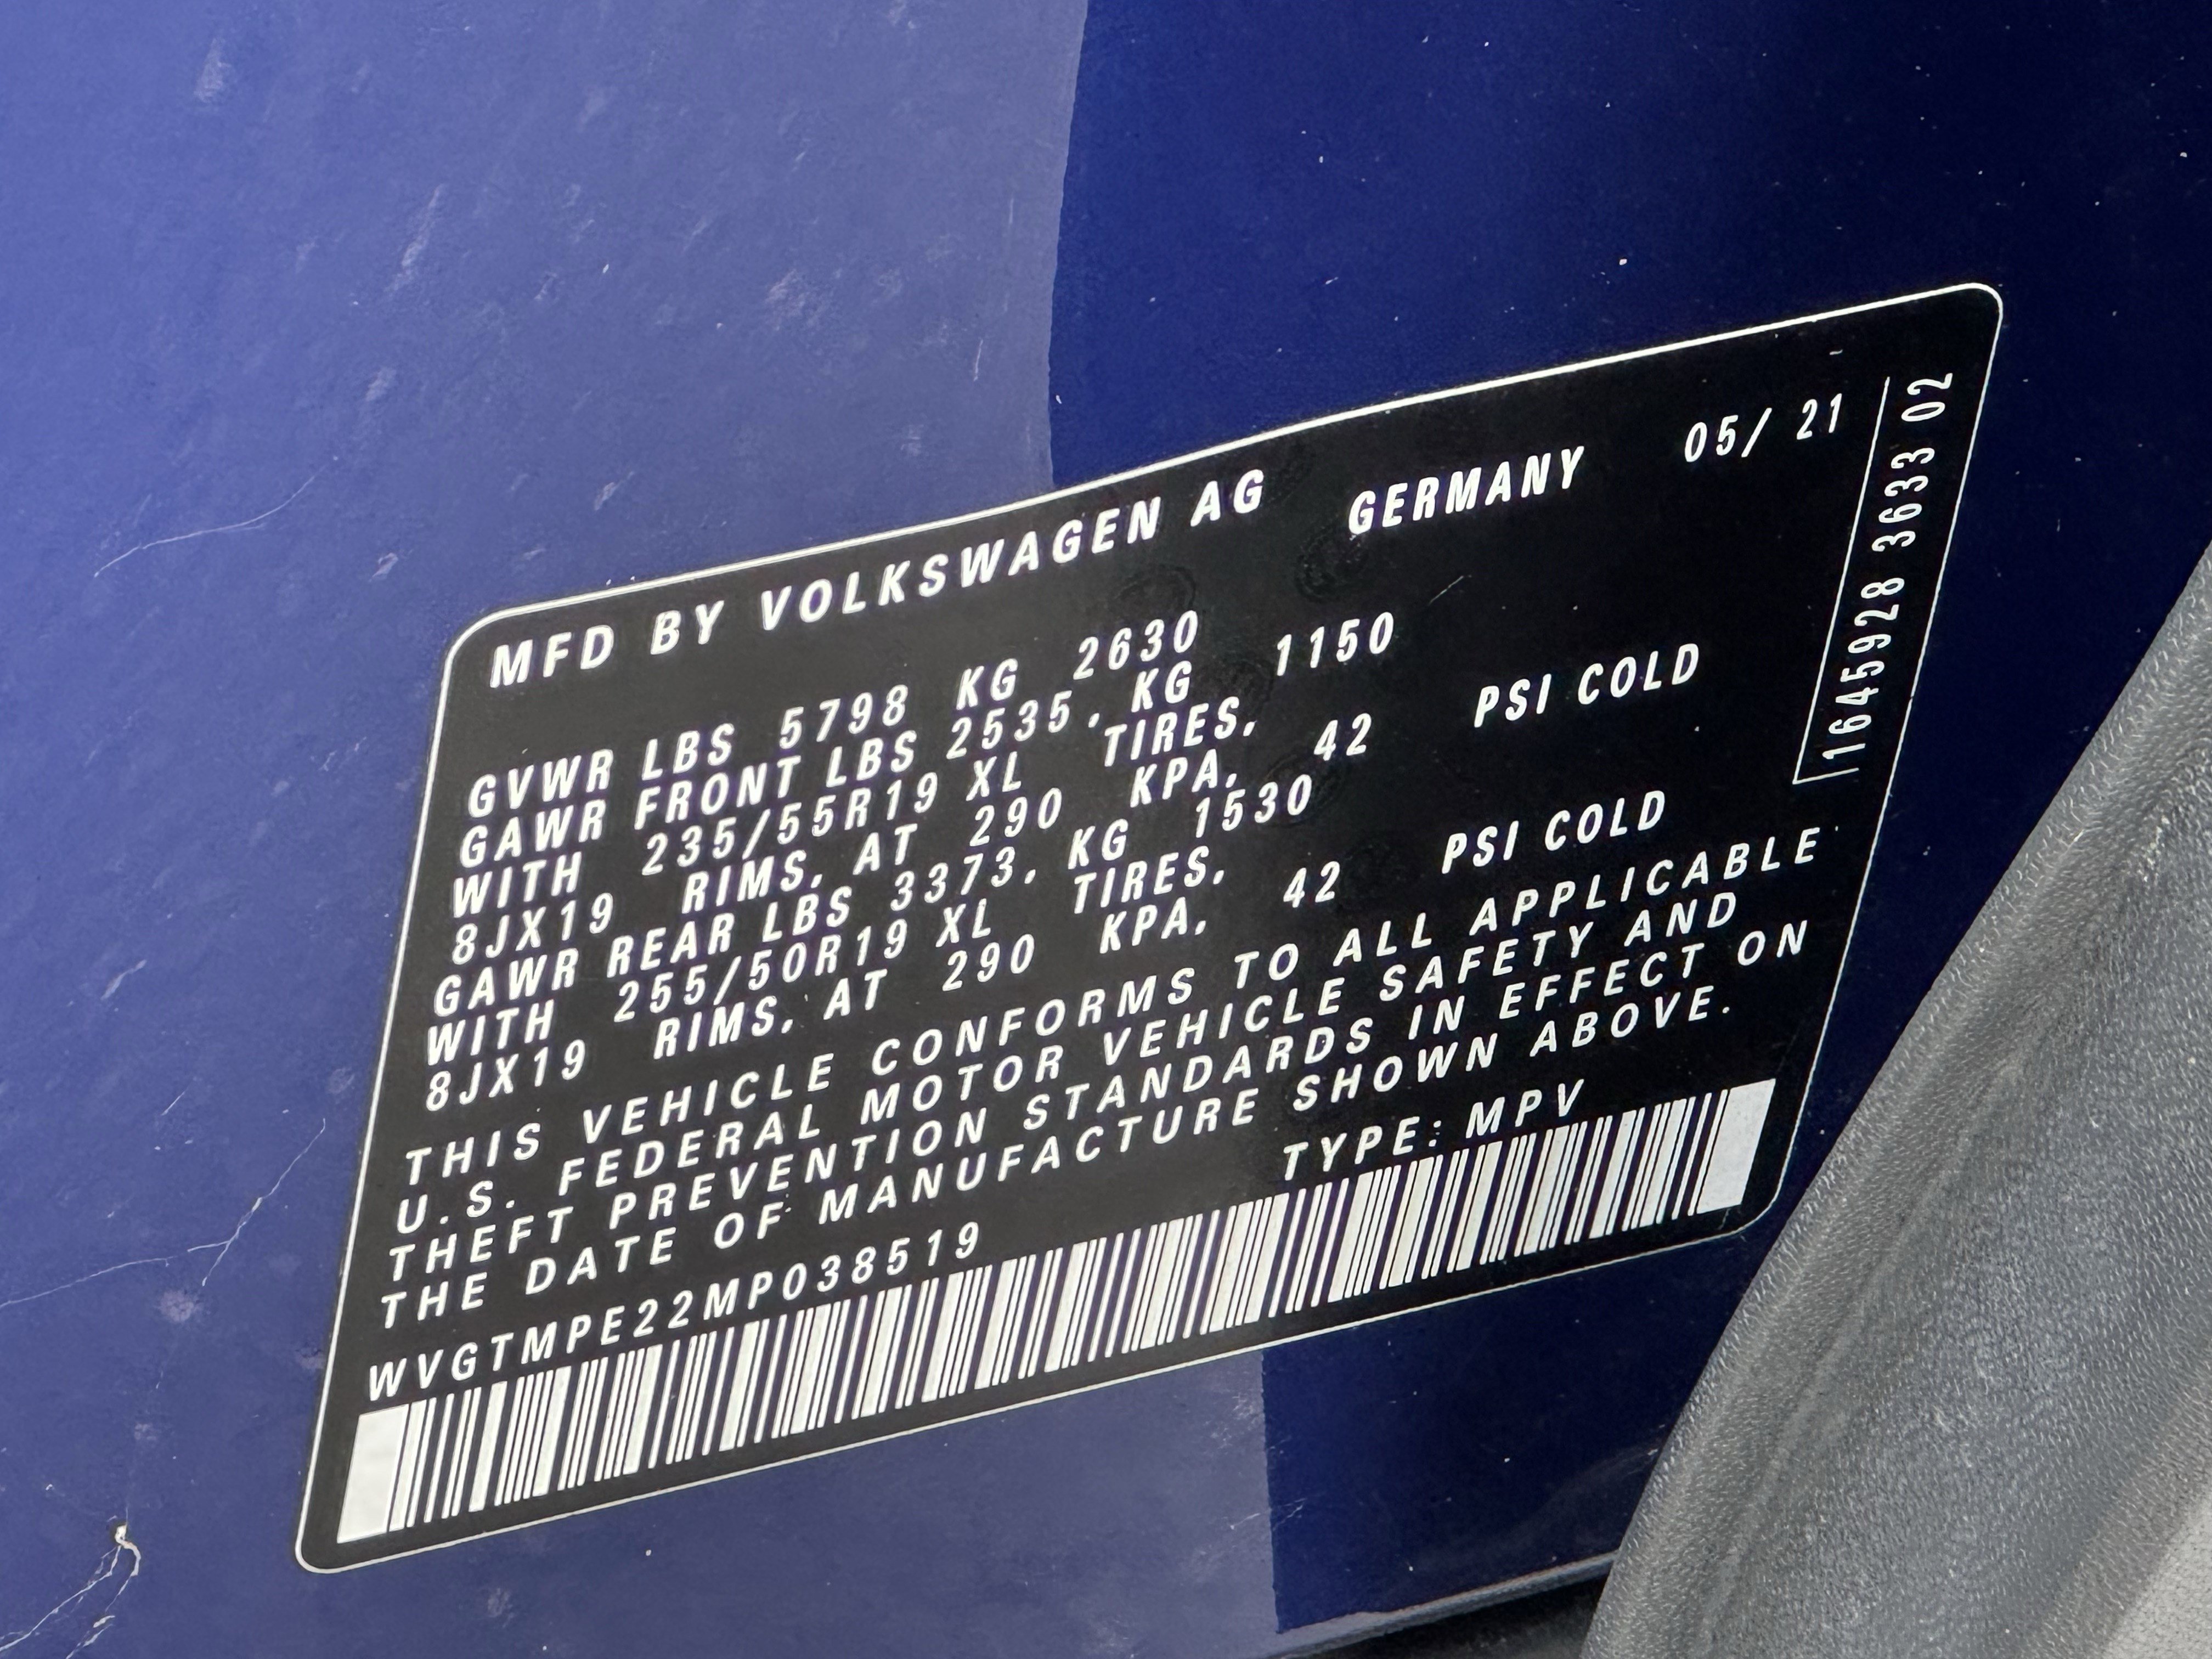 MFD BY VOLKSWAGEN AG GERMANY 05/ 21
GVWR LBS 5798 KG 2630
GAWR FRONT LBS 2535, KG 1150
WITH 235/55R19 XL TIRES,
8JX19 RIMS, AT 290 KPA, 42 PSI COLD
GAWR REAR LBS 3373, KG 1530
WITH 255/50R19 XL TIRES,
8JX19 RIMS, AT 290 KPA, 42 PSI COLD
THIS VEHICLE CONFORMS TO ALL APPLICABLE
U.S. FEDERAL MOTOR VEHICLE SAFETY AND
THEFT PREVENTION STANDARDS IN EFFECT ON
THE DATE OF MANUFACTURE SHOWN ABOVE.
WVGTMPE22MP038519 TYPE: MPV
11645928 3633 02